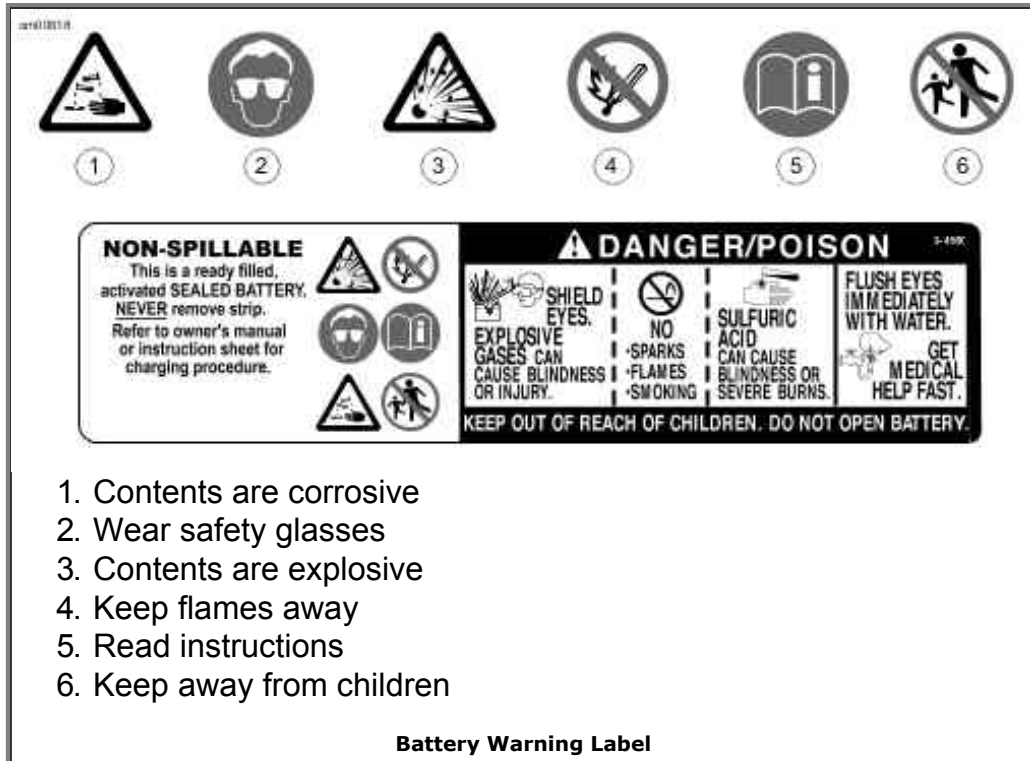 1
2
3
4
5
6
NON-SPILLABLE
This is a ready filled,
activated SEALED BATTERY.
NEVER remove strip.
Refer to owner's manual
or instruction sheet for
charging procedure.
DANGER/POISON
SHIELD
EYES.
EXPLOSIVE
GASES CAN
CAUSE BLINDNESS
OR INJURY.
NO
•SPARKS
•FLAMES
•SMOKING
SULFURIC
ACID
CAN CAUSE
BLINDNESS OR
SEVERE BURNS.
FLUSH EYES
IMMEDIATELY
WITH WATER.
GET
MEDICAL
HELP FAST.
KEEP OUT OF REACH OF CHILDREN. DO NOT OPEN BATTERY.
1. Contents are corrosive
2. Wear safety glasses
3. Contents are explosive
4. Keep flames away
5. Read instructions
6. Keep away from children
Battery Warning Label